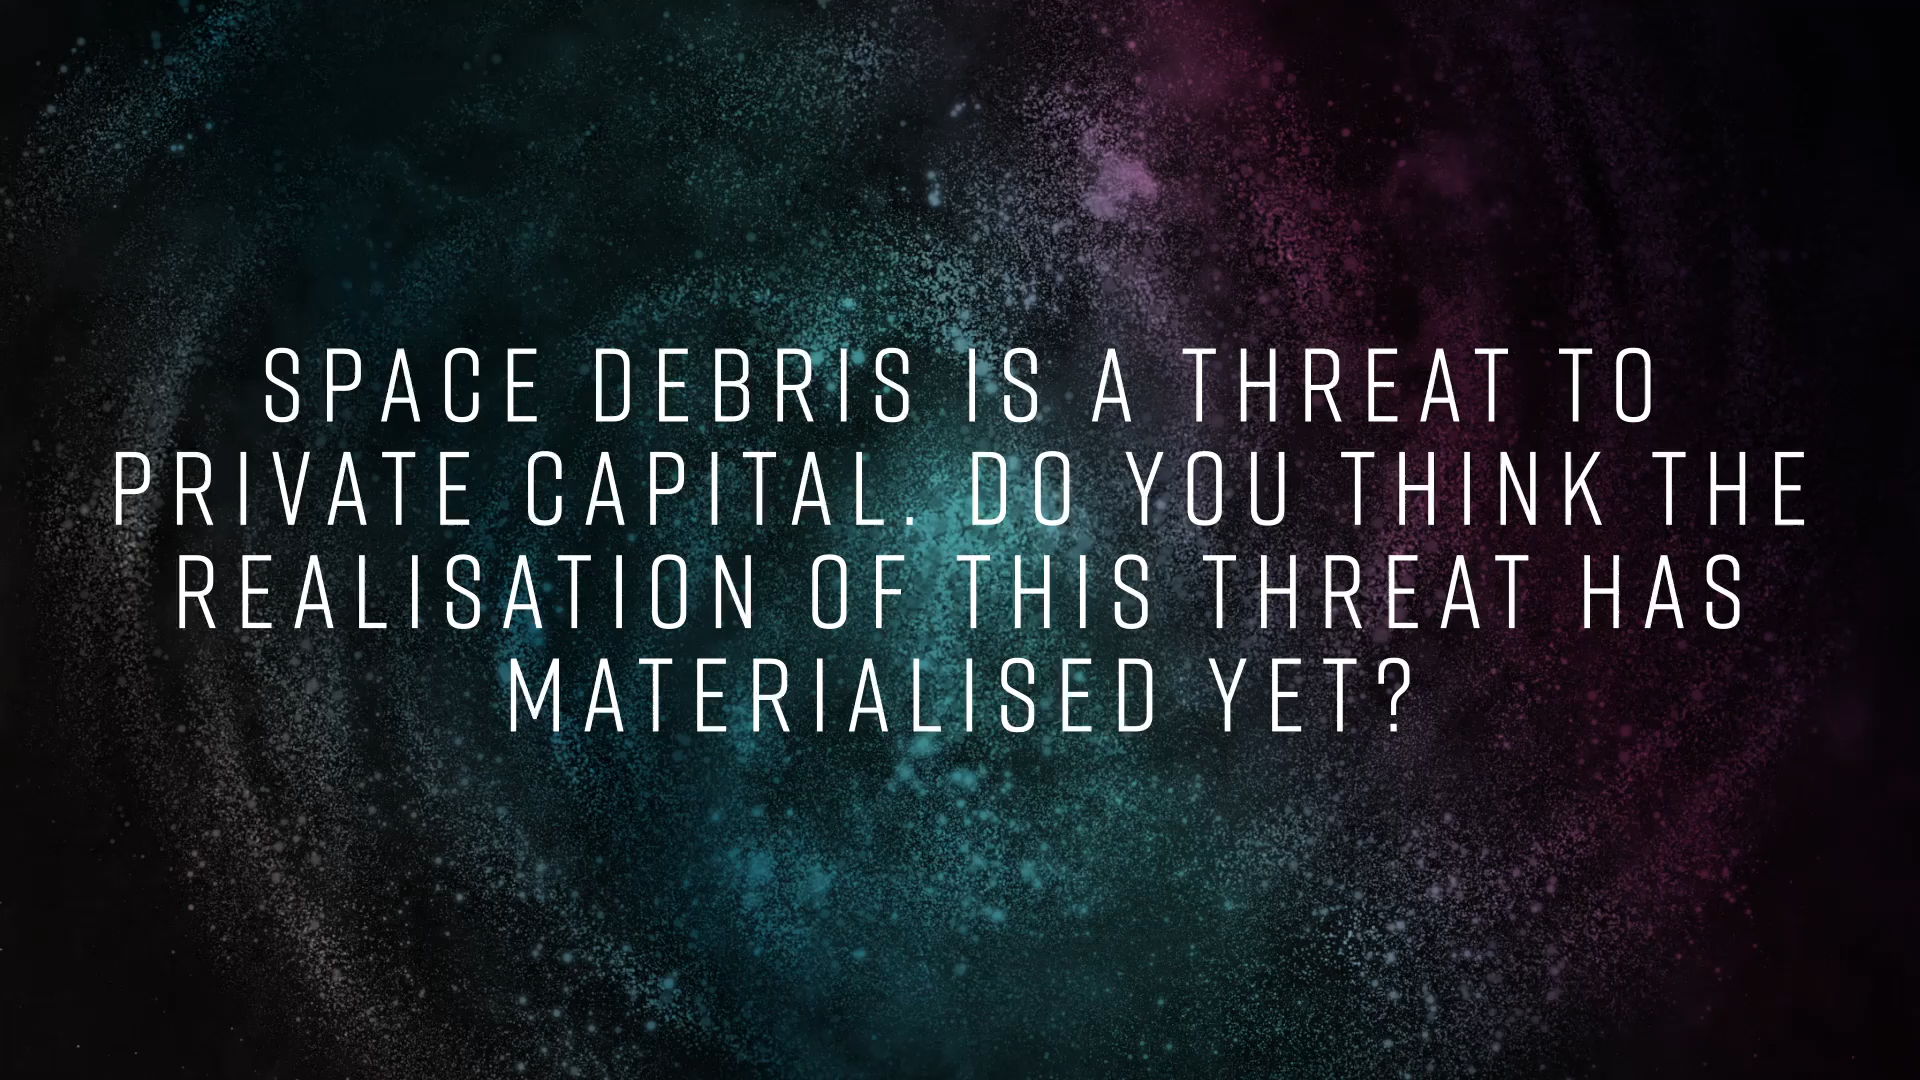 SPACE DEBRIS IS A THREAT TO
PRIVATE CAPITAL. DO YOU THINK THE
REALISATION OF THIS THREAT HAS
MATERIALISED YET?